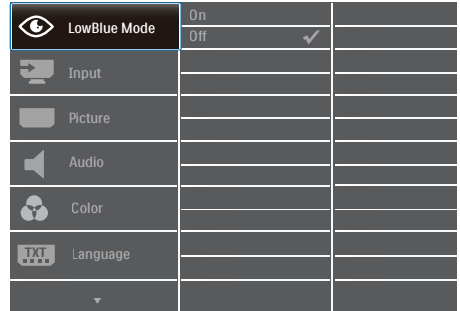 LowBlue Mode
On
Off
Input
Picture
Audio
Color
TXT
Language